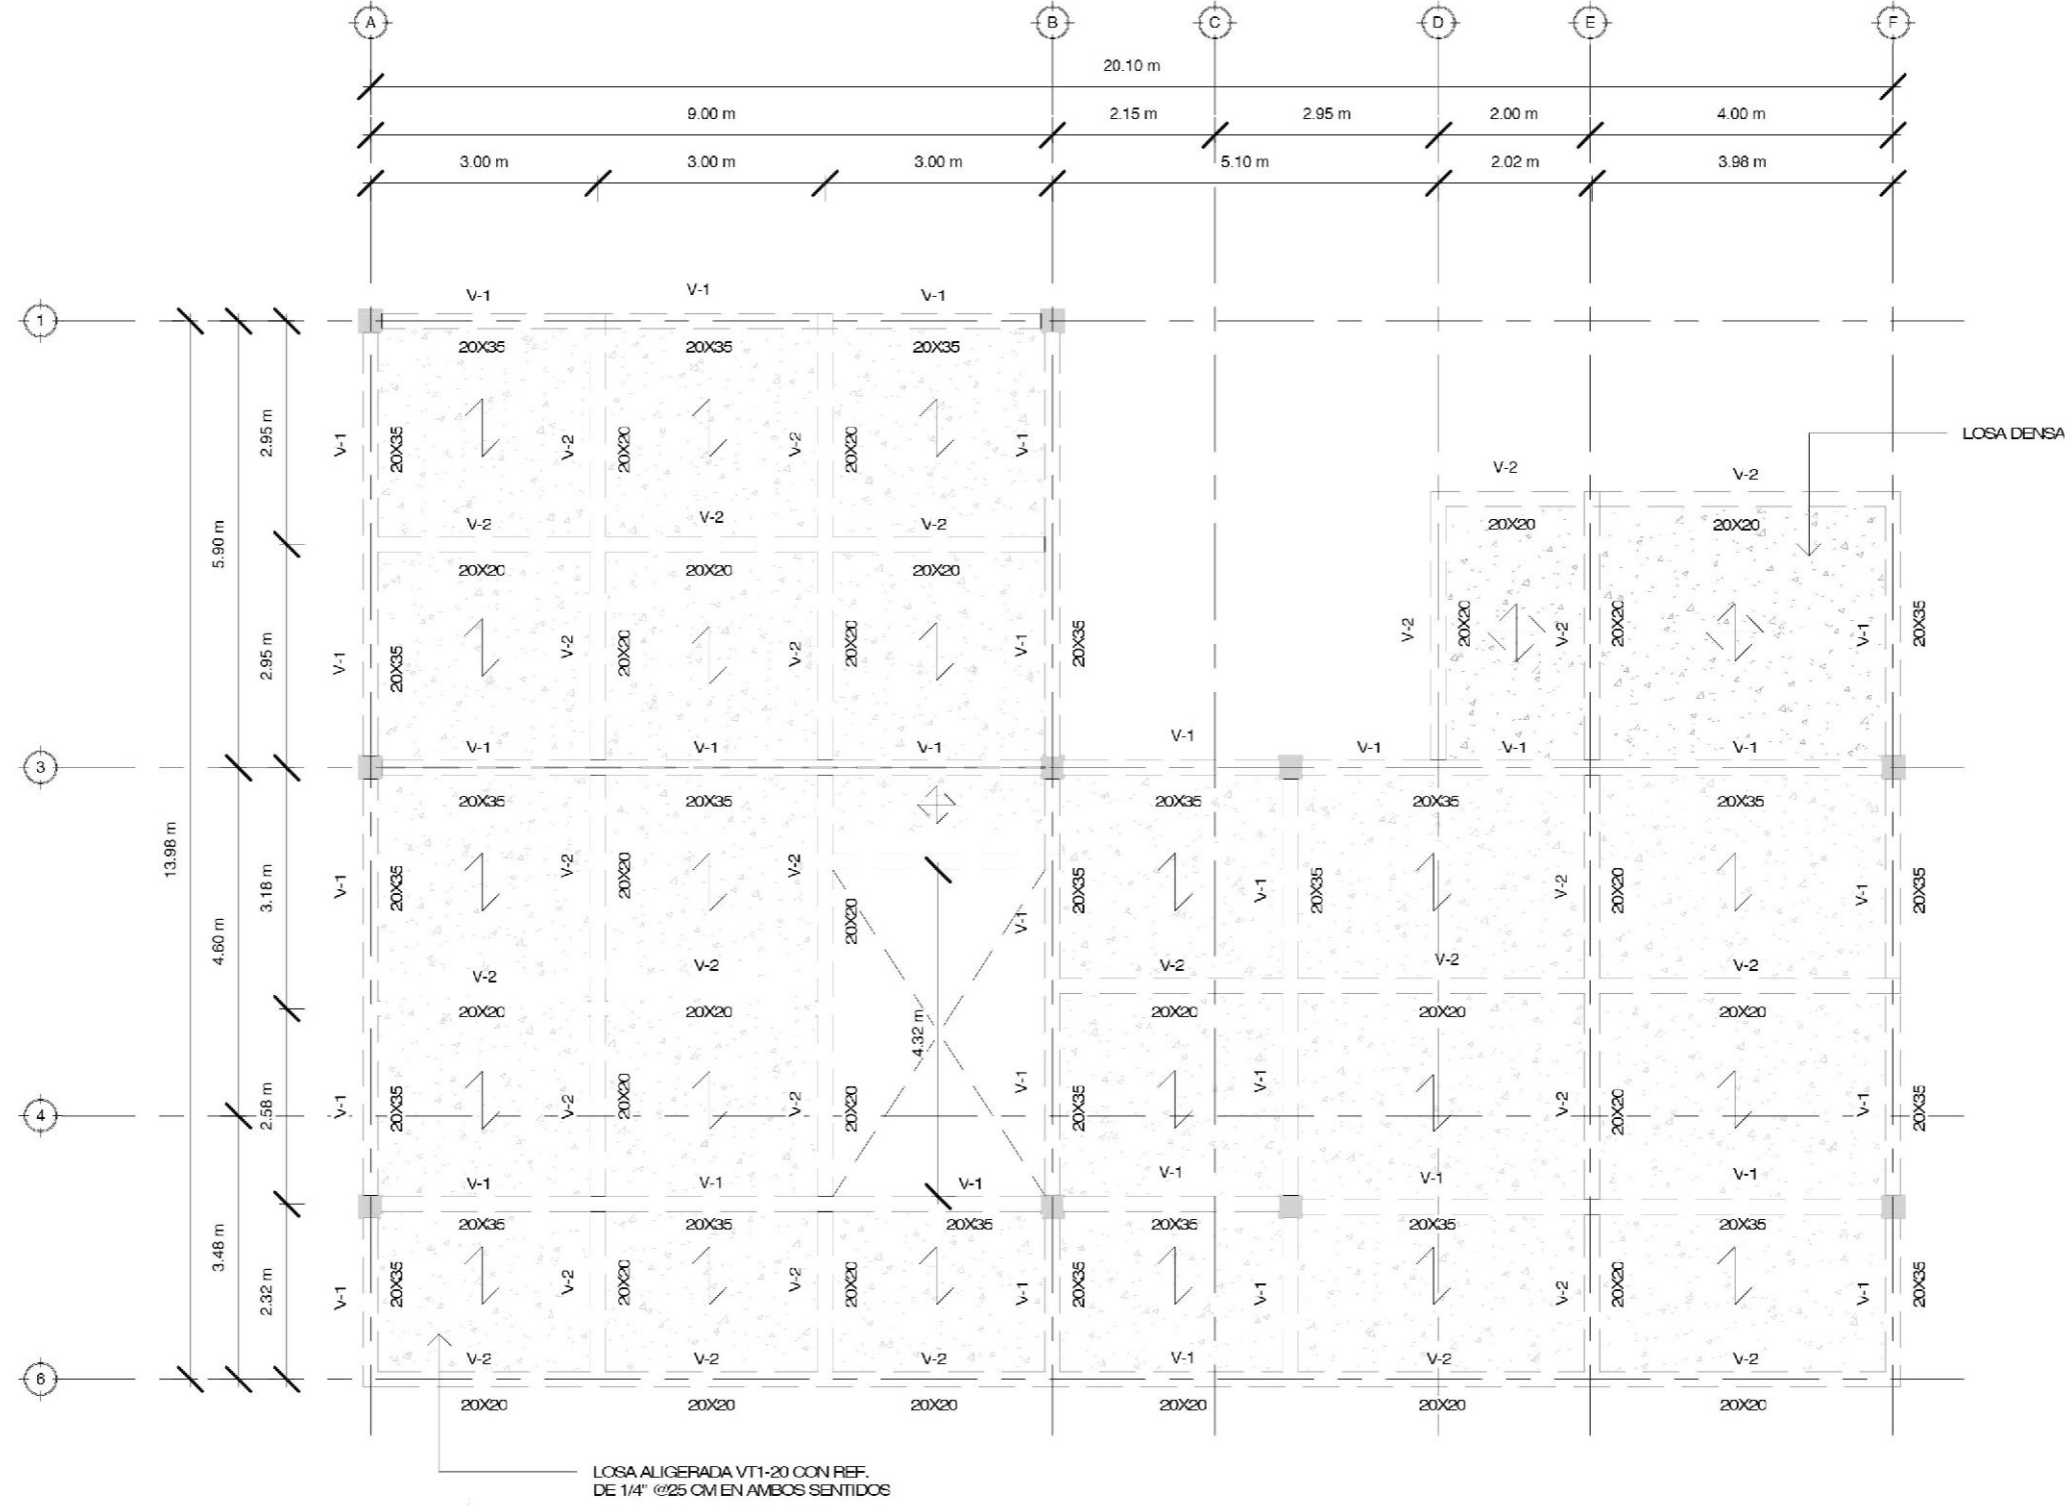 A B C D E F
20.10 m
9.00 m 2.15 m 2.95 m 2.00 m 4.00 m
3.00 m 3.00 m 3.00 m 5.10 m 2.02 m 3.98 m
V-1 V-1 V-1
1
20X35 20X35 20X35
2.95 m V-1 20X35 V-2 20X20 V-2 20X20 V-1
LOSA DENSA
V-2 V-2
5.90 m
V-2 V-2 V-2 20X20 20X20
20X20 20X20 20X20
2.95 m V-1 20X35 V-2 20X20 V-2 20X20 V-1 20X35 V-2 20X20 V-2 20X20 V-1 20X35
V-1 V-1 V-1 V-1 V-1 V-1 V-1
3
20X35 20X35 20X35 20X35 20X35
13.98 m
3.18 m V-1 20X35 V-2 20X20 V-2 20X20 V-1 20X35 V-1 20X35 V-2 20X20 V-1 20X35
4.60 m
V-2 V-2 V-2 V-2 V-2
20X20 20X20 20X20 20X20 20X20
4.32 m
4
2.58 m V-1 20X35 V-2 20X20 V-2 20X20 V-1 20X35 V-1 V-2 20X20 V-1 20X35
V-1 V-1 V-1 V-1 V-1 V-1
20X35 20X35 20X35 20X35 20X35 20X35
3.48 m
2.32 m V-1 20X35 V-2 20X20 V-2 20X20 V-1 20X35 V-1 V-2 20X20 V-1 20X35
V-2 V-2 V-2 V-1 V-2 V-2
6
20X20 20X20 20X20 20X20 20X20 20X20
LOSA ALIGERADA VT1-20 CON REF.
DE 1/4" @25 CM EN AMBOS SENTIDOS